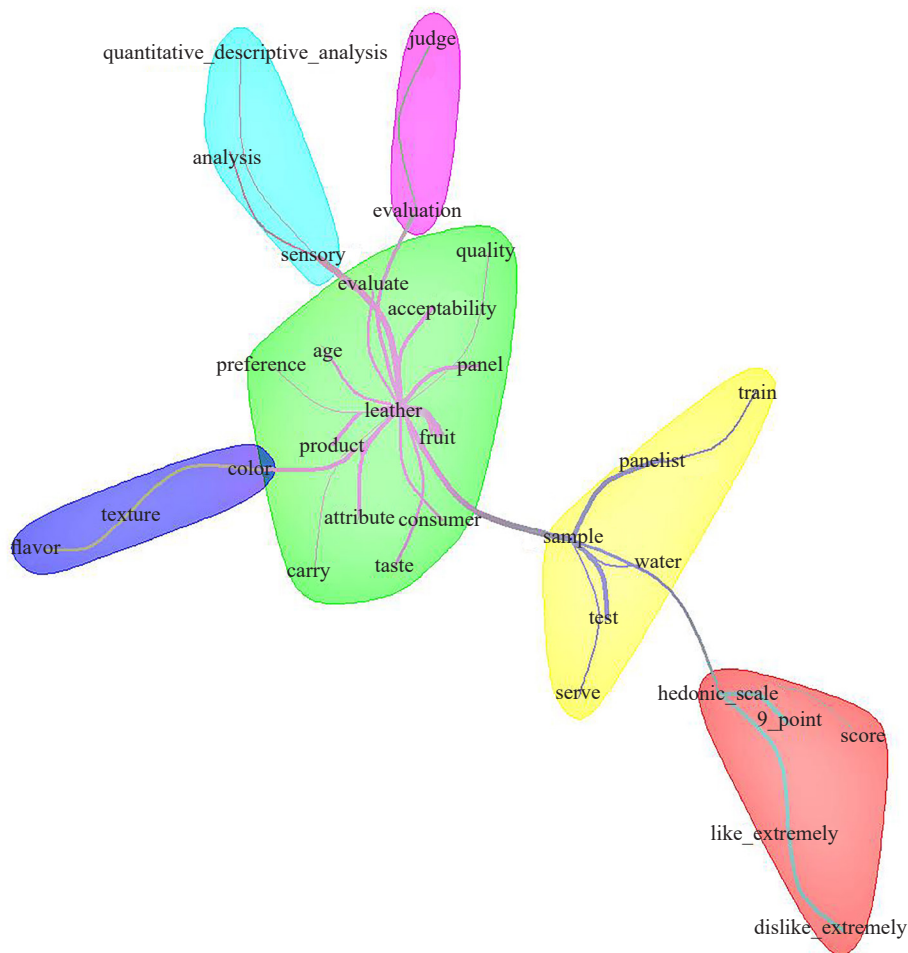 judge
quantitative_descriptive_analysis
analysis
evaluation
quality
sensory
evaluate
acceptability
age
preference
panel
train
leather
fruit
product
panelist
color
texture
attribute
consumer
sample
flavor
water
carry
taste
test
serve
hedonic_scale
9_point
score
like_extremely
dislike_extremely